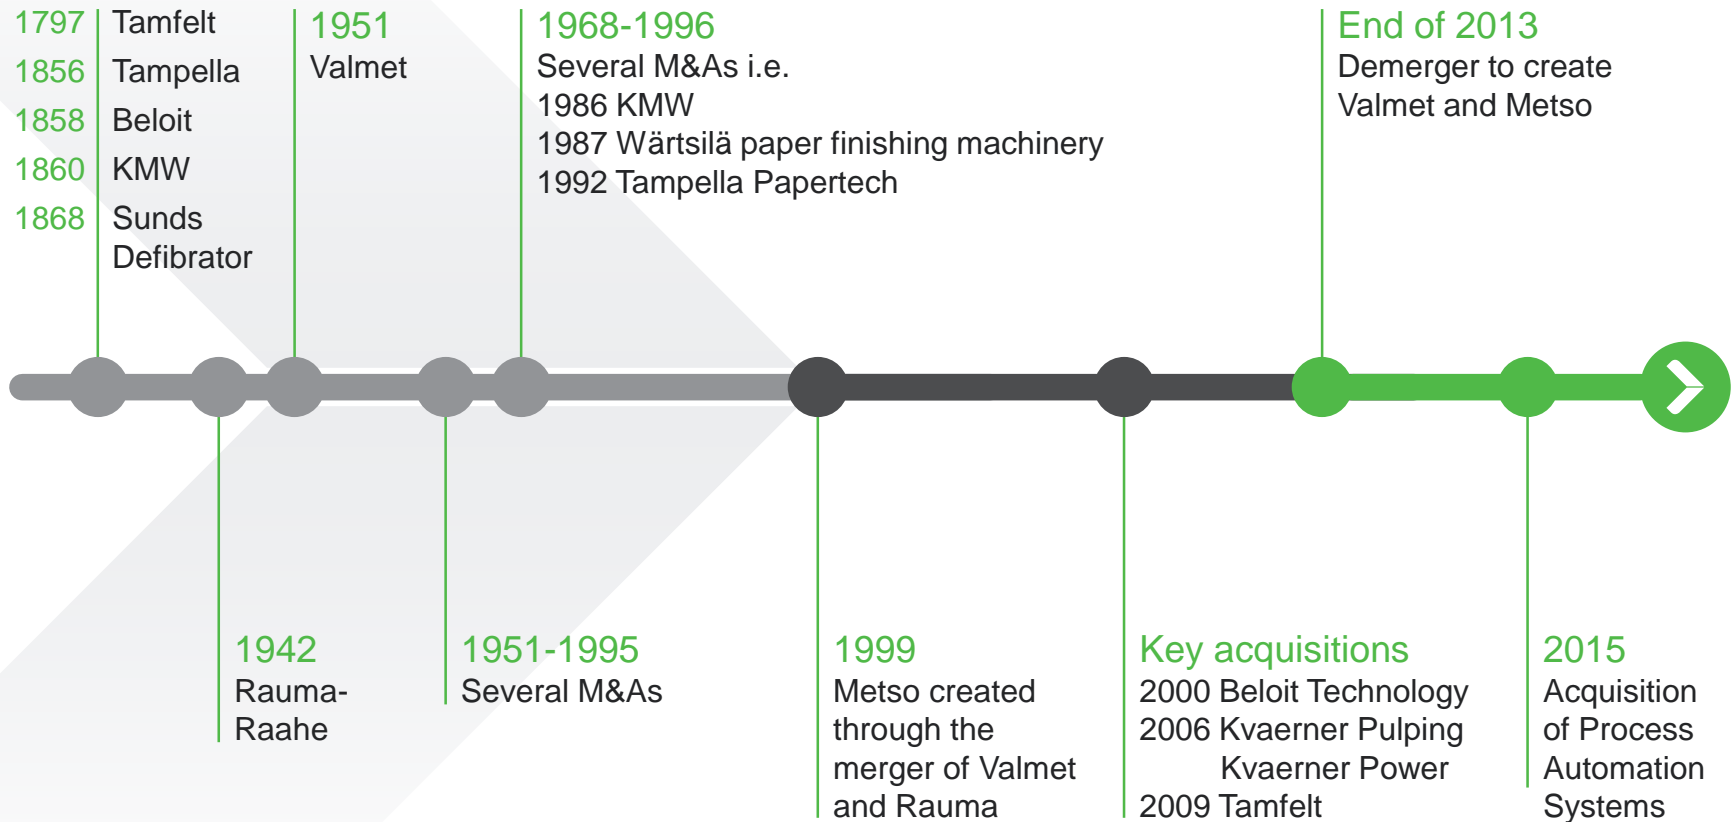 1797 Tamfelt
1856 Tampella
1858 Beloit
1860 KMW
1868 Sunds
Defibrator
1951
Valmet
1968-1996
Several M&As i.e.
1986 KMW
1987 Wärtsilä paper finishing machinery
1992 Tampella Papertech
End of 2013
Demerger to create
Valmet and Metso
1942
Rauma-
Raahe
1951-1995
Several M&As
1999
Metso created
through the
merger of Valmet
and Rauma
Key acquisitions
2000 Beloit Technology
2006 Kvaerner Pulping
Kvaerner Power
2009 Tamfelt
2015
Acquisition
of Process
Automation
Systems